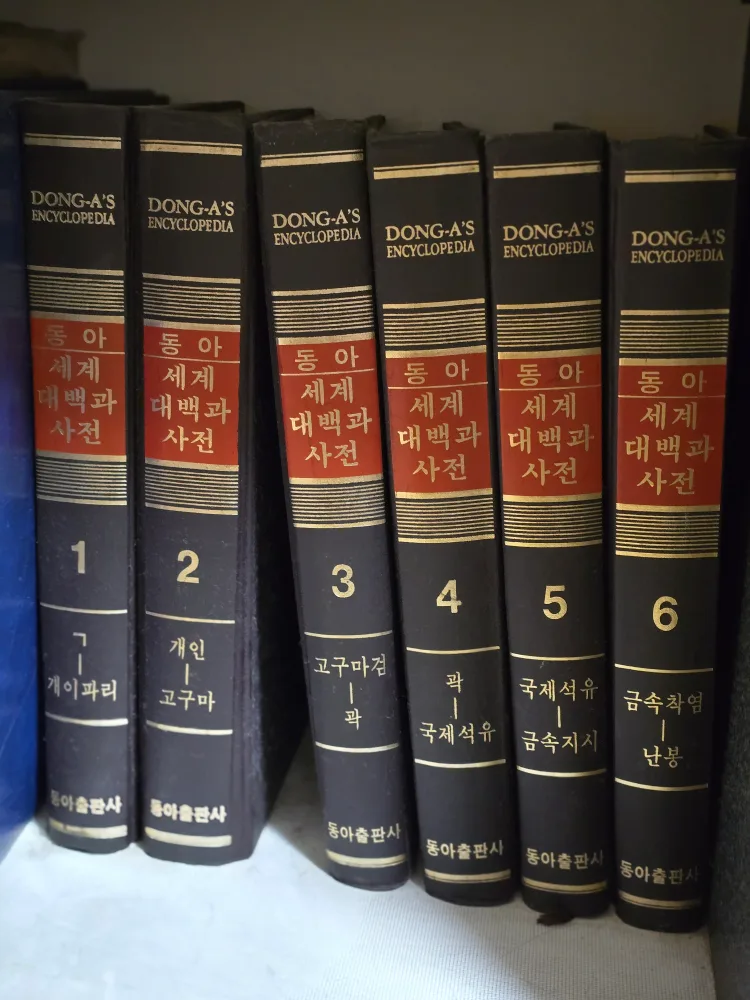 DONG-A'S
ENCYCLOPEDIA
동아
세계
대백과
사전
1
ㄱ
|
개이파리
동아출판사
DONG-A'S
ENCYCLOPEDIA
동아
세계
대백과
사전
2
개인
|
고구마
동아출판사
DONG-A'S
ENCYCLOPEDIA
동아
세계
대백과
사전
3
고구마검
|
곽
동아출판사
DONG-A'S
ENCYCLOPEDIA
동아
세계
대백과
사전
4
곽
|
국제석유
동아출판사
DONG-A'S
ENCYCLOPEDIA
동아
세계
대백과
사전
5
국제석유
|
금속지시
동아출판사
DONG-A'S
ENCYCLOPEDIA
동아
세계
대백과
사전
6
금속착염
|
난봉
동아출판사